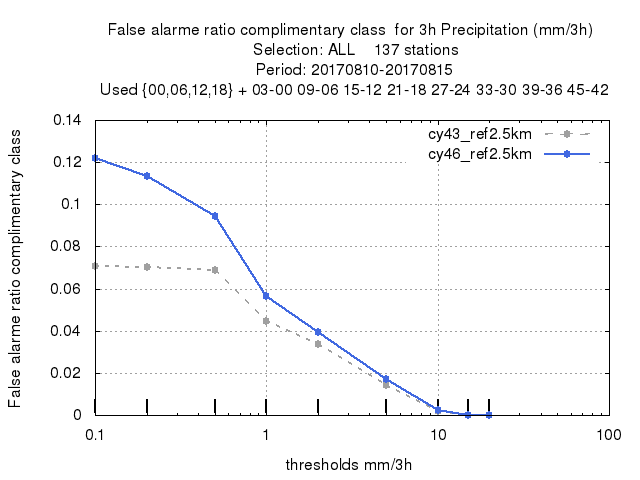 False alarme ratio complimentary class  for 3h Precipitation (mm/3h)
Selection: ALL    137 stations
Period: 20170810-20170815
Used {00,06,12,18} + 03-00 09-06 15-12 21-18 27-24 33-30 39-36 45-42
cy43_ref2.5km
cy46_ref2.5km
False alarme ratio complimentary class
0.14
0.12
0.1
0.08
0.06
0.04
0.02
0
0.1
1
10
100
thresholds mm/3h